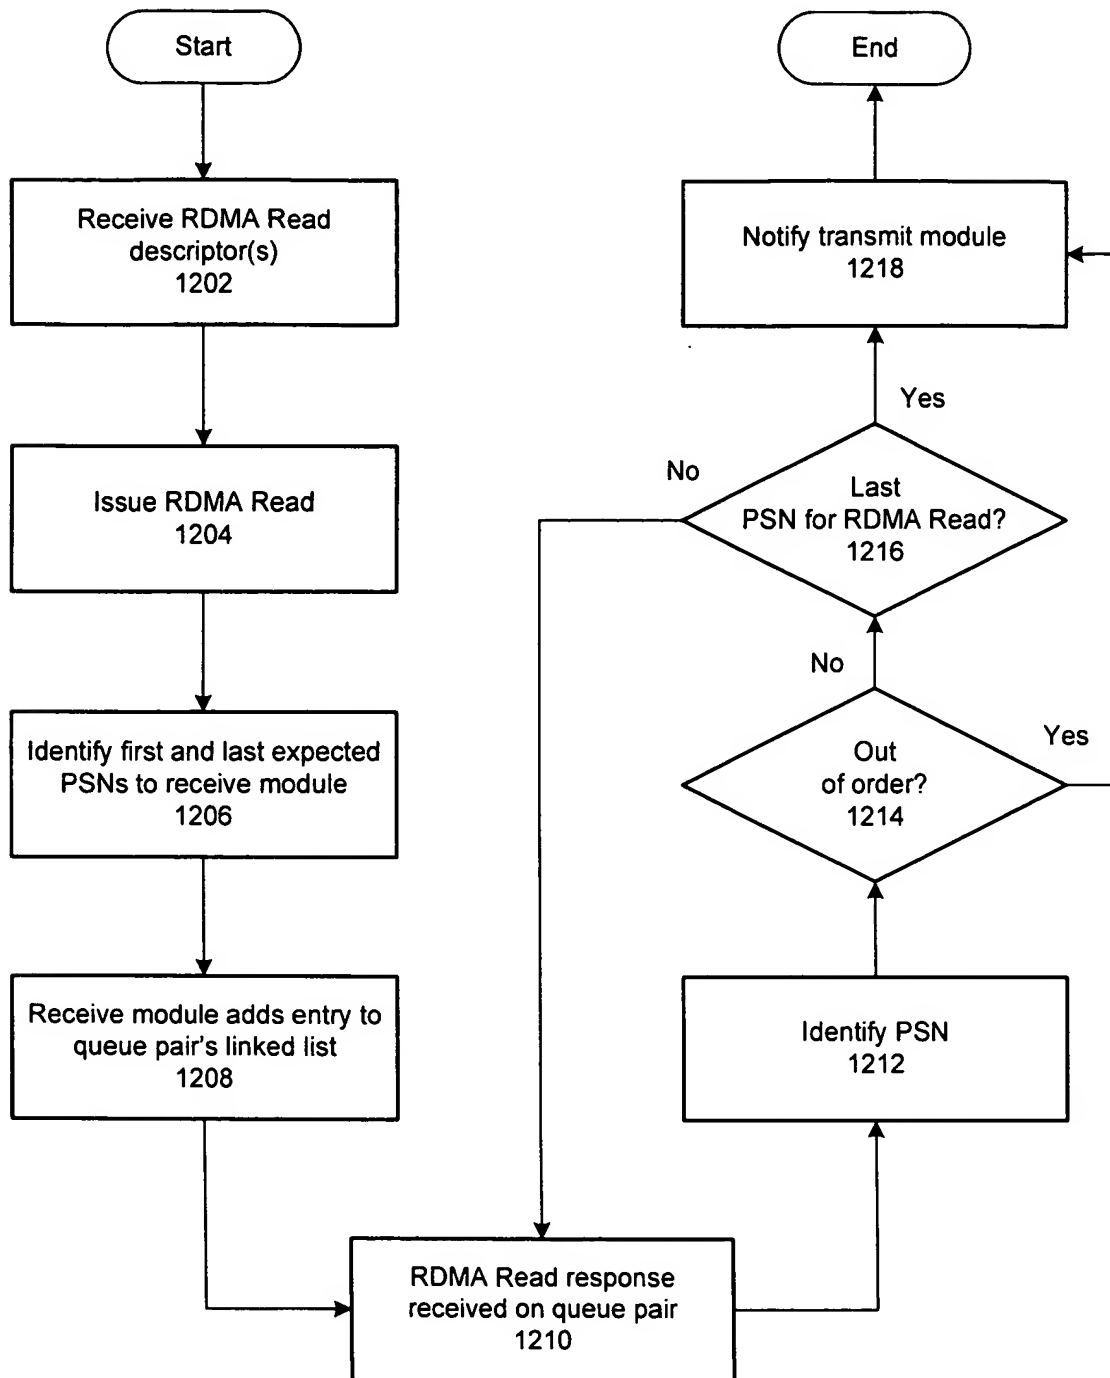 Start
Receive RDMA Read
descriptor(s)
1202
Issue RDMA Read
1204
Identify first and last expected
PSNs to receive module
1206
Receive module adds entry to
queue pair's linked list
1208
RDMA Read response
received on queue pair
1210
Identify PSN
1212
Out
of order?
1214
Yes
No
Last
PSN for RDMA Read?
1216
No
Yes
Notify transmit module
1218
End